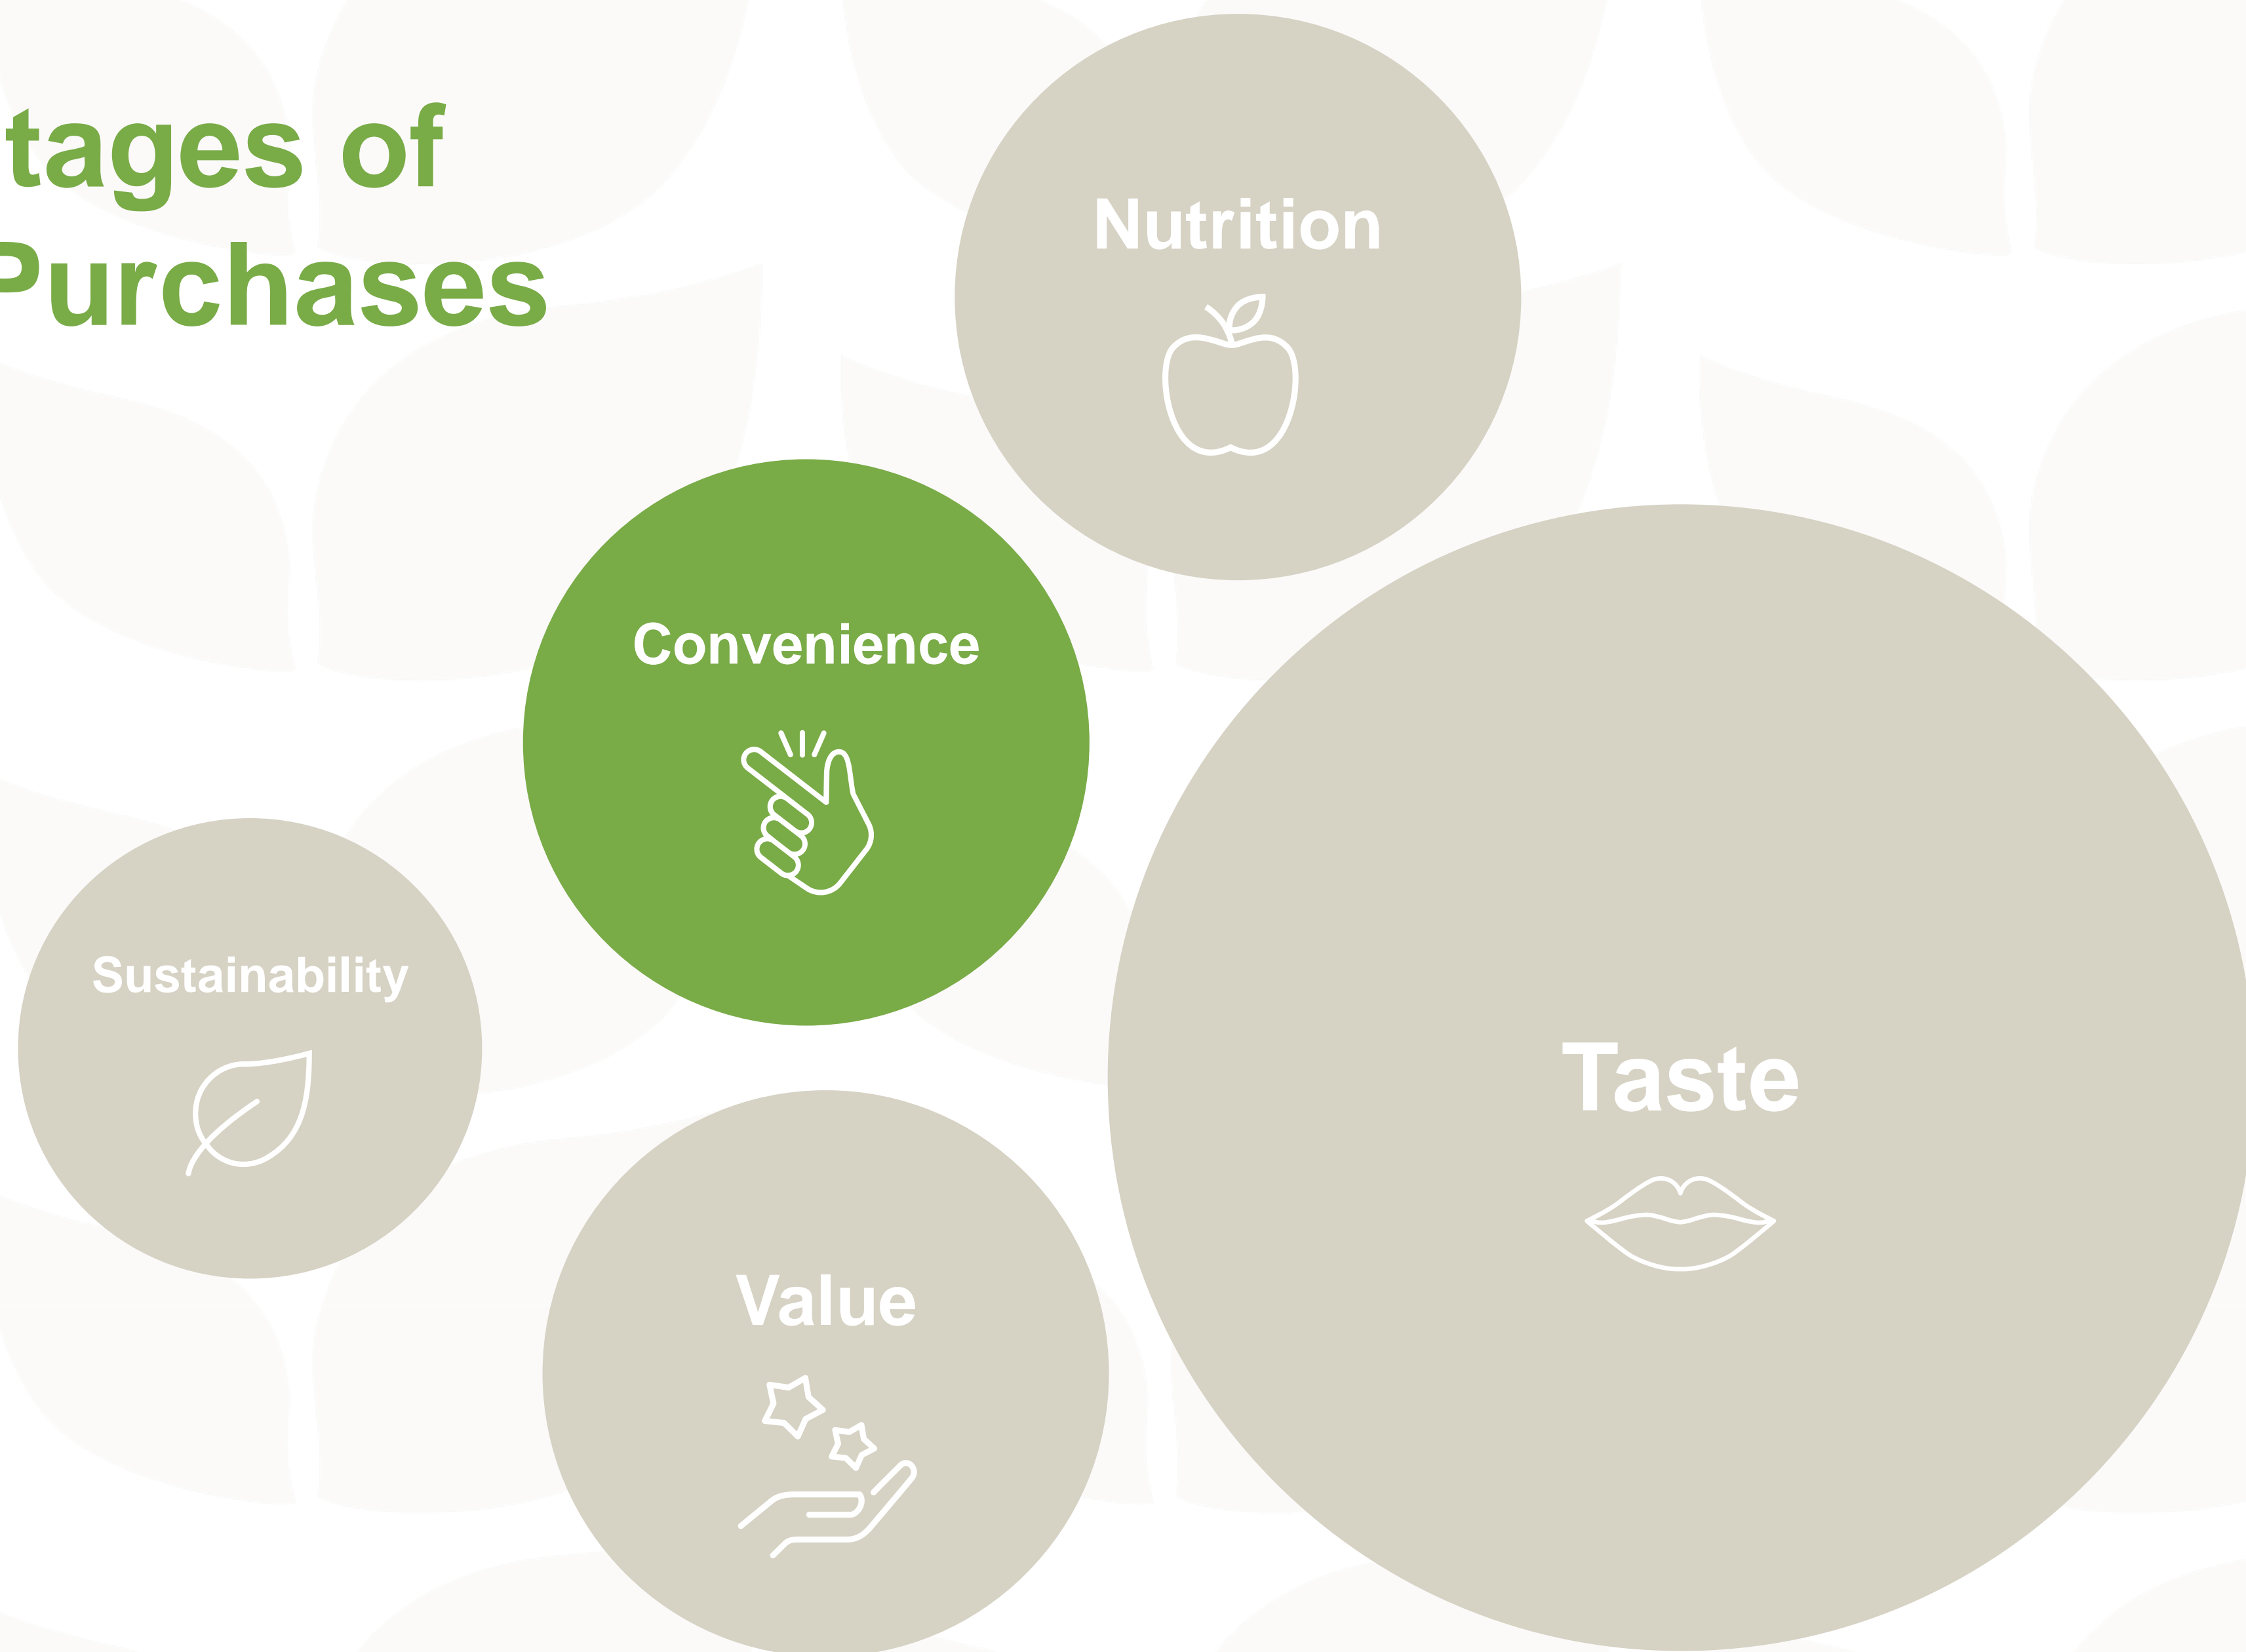 tages of
Purchases
Nutrition
Convenience
Sustainability
Taste
Value